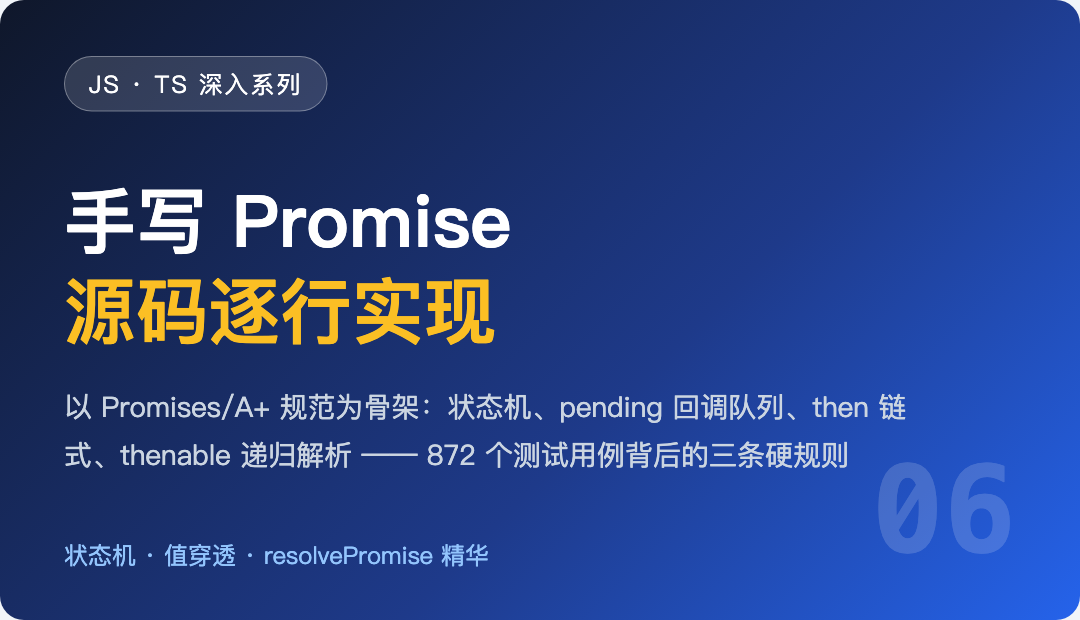 JS · TS 深入系列
手写 Promise
源码逐行实现
以 Promises/A+ 规范为骨架：状态机、pending 回调队列、then 链
式、thenable 递归解析 —— 872 个测试用例背后的三条硬规则
06
状态机 · 值穿透 · resolvePromise 精华